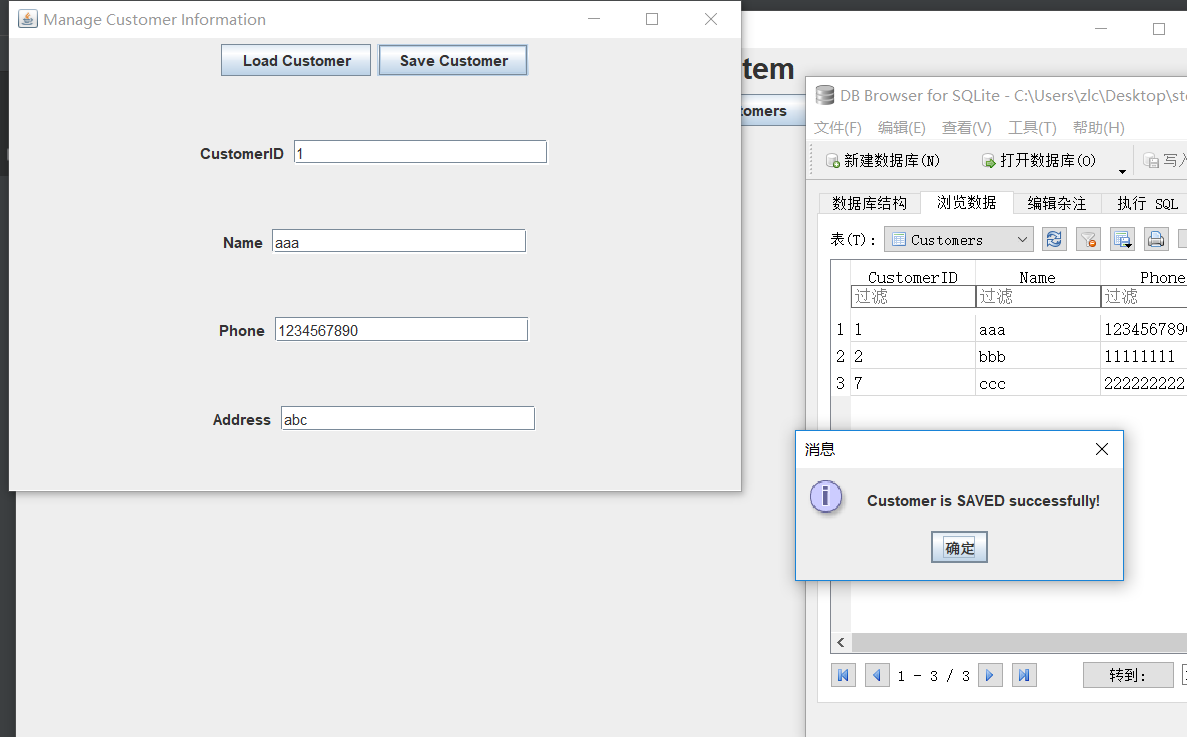 Manage Customer Information
Load Customer
Save Customer
CustomerID
1
Name
aaa
Phone
1234567890
Address
abc
tem
tomers
DB Browser for SQLite - C:\Users\zlc\Desktop\st
文件(F) 编辑(E) 查看(V) 工具(T) 帮助(H)
新建数据库(N) 打开数据库(O) 写入
数据库结构 浏览数据 编辑杂注 执行 SQL
表(T): Customers
CustomerID Name Phone
过滤 过滤 过滤
1 1 aaa 1234567890
2 2 bbb 11111111
3 7 ccc 222222222
消息
Customer is SAVED successfully!
确定
1 - 3 / 3 转到: